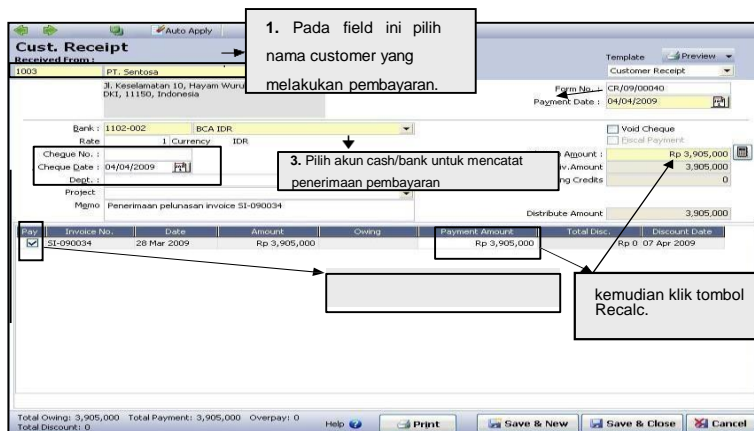 Auto Apply
Cust. Receipt
Received From :
1003 PT. Sentosa
Jl. Keselamatan 10, Hayam Wuru
DKI, 11150, Indonesia
1. Pada field ini pilih
nama customer yang
melakukan pembayaran.
Template Preview
Customer Receipt
Form No. : CR/09/00040
Payment Date : 04/04/2009
Bank : 1102-002 BCA IDR
Rate 1 Currency IDR
Cheque No. :
Cheque Date : 04/04/2009
Dept. :
Project
Memo Penerimaan pelunasan invoice SI-090034
3. Pilih akun cash/bank untuk mencatat
penerimaan pembayaran
Void Cheque
Fiscal Payment
Amount : Rp 3,905,000
iv.Amount 3,905,000
ng Credits 0
Distribute Amount 3,905,000
Pay Invoice No. Date Amount Owing Payment Amount Total Disc. Discount Date
SI-090034 28 Mar 2009 Rp 3,905,000 Rp 3,905,000 Rp 0 07 Apr 2009
kemudian klik tombol
Recalc.
Total Owing: 3,905,000 Total Payment: 3,905,000 Overpay: 0
Total Discount: 0
Help Print Save & New Save & Close Cancel